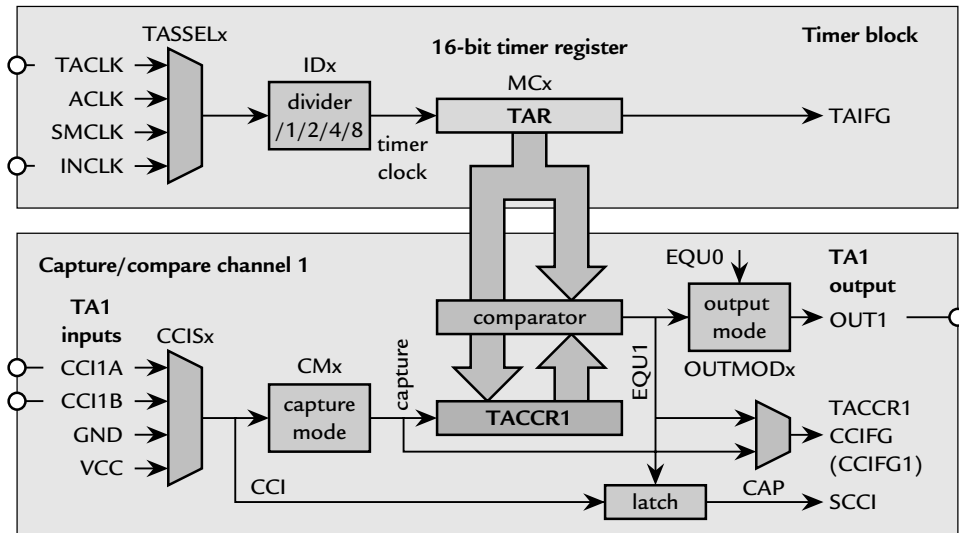 TASSELx
16-bit timer register
Timer block
TACLK
ACLK
SMCLK
INCLK
IDx
divider
/1/2/4/8
timer
clock
MCx
TAR
TAIFG
Capture/compare channel 1
TA1
inputs
CCISx
CCI1A
CCI1B
GND
VCC
CMx
capture
mode
capture
comparator
TACCR1
EQU0
EQU1
output
mode
OUTMODx
TA1
output
OUT1
TACCR1
CCIFG
(CCIFG1)
CCI
latch
CAP
SCCI